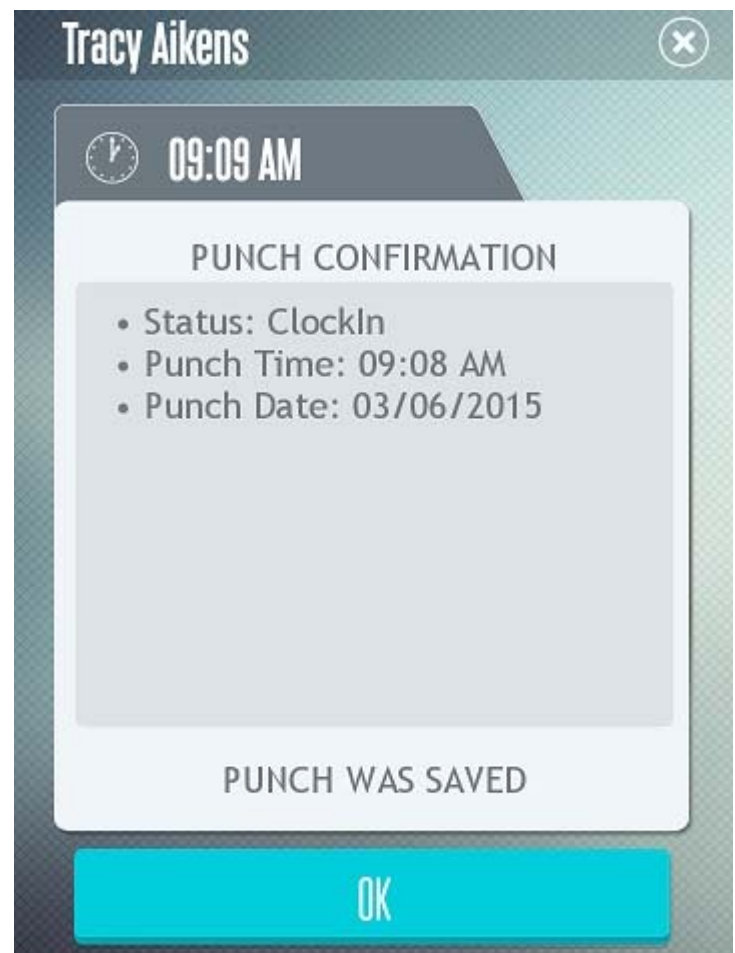 Tracy Aikens
09:09 AM
PUNCH CONFIRMATION
• Status: ClockIn
• Punch Time: 09:08 AM
• Punch Date: 03/06/2015
PUNCH WAS SAVED
OK